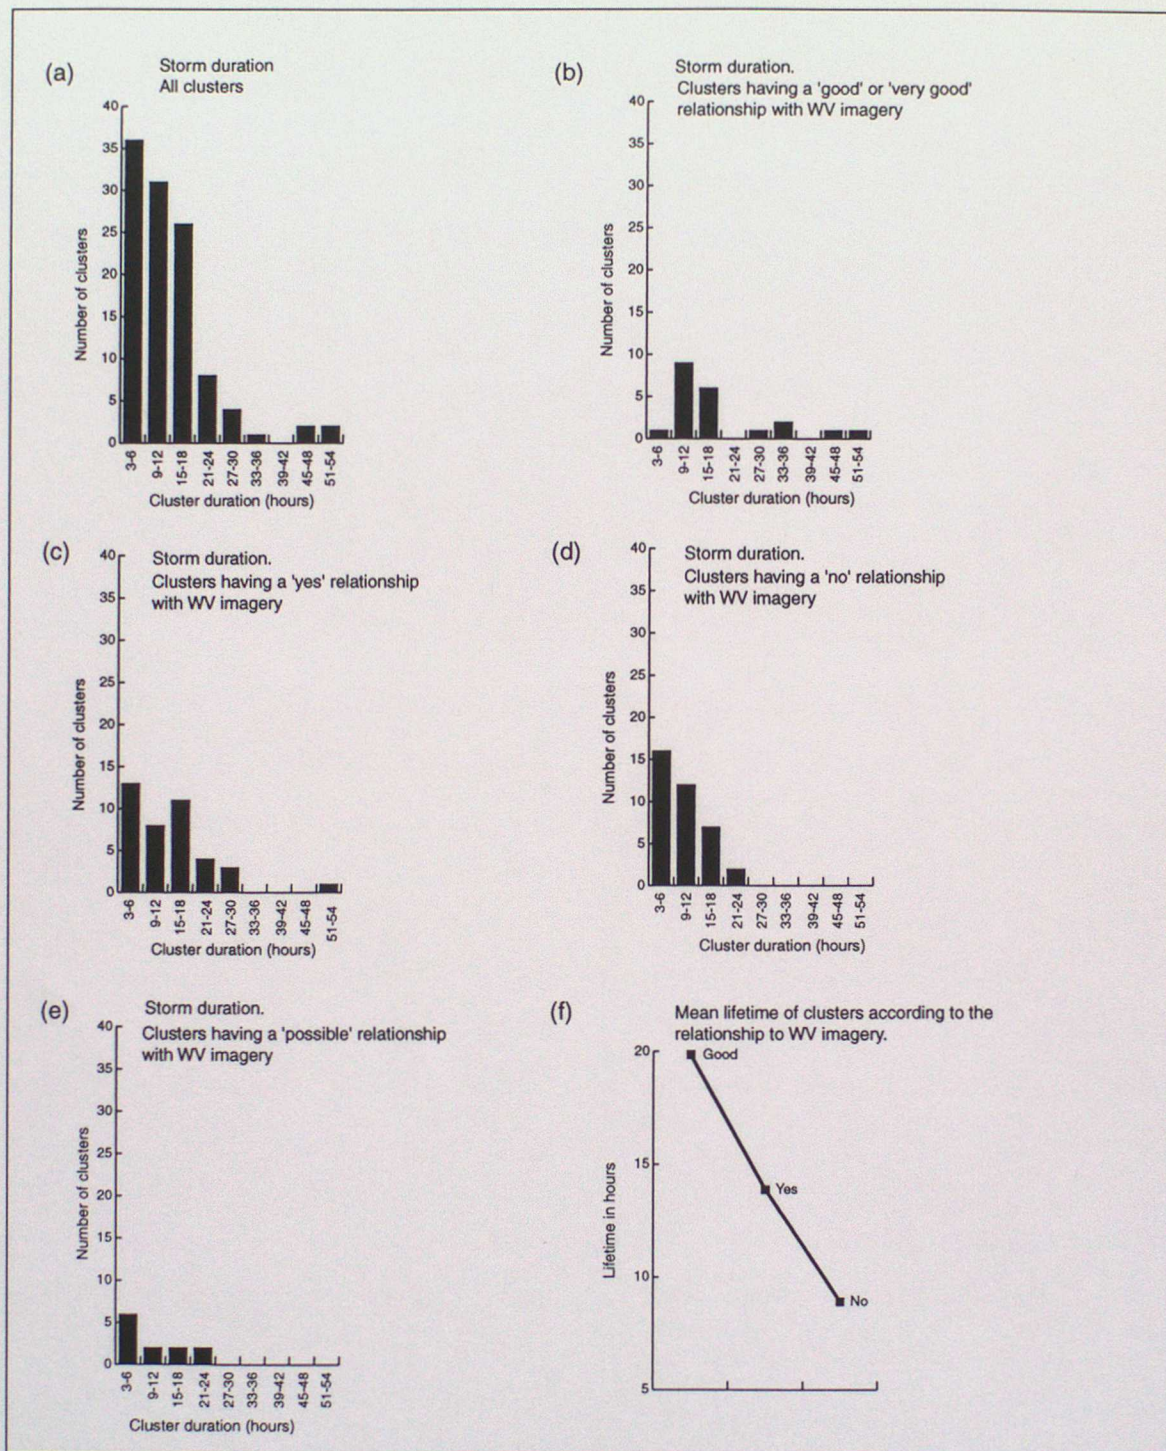 (a)
Storm duration
All clusters
40
35
30
25
20
15
10
5
0
Number of clusters
3-6
9-12
15-18
21-24
27-30
33-36
39-42
45-48
51-54
Cluster duration (hours)
(b)
Storm duration.
Clusters having a 'good' or 'very good'
relationship with WV imagery
40
35
30
25
20
15
10
5
0
Number of clusters
3-6
9-12
15-18
21-24
27-30
33-36
39-42
45-48
51-54
Cluster duration (hours)
(c)
Storm duration.
Clusters having a 'yes' relationship
with WV imagery
40
35
30
25
20
15
10
5
0
Number of clusters
3-6
9-12
15-18
21-24
27-30
33-36
39-42
45-48
51-54
Cluster duration (hours)
(d)
Storm duration.
Clusters having a 'no' relationship
with WV imagery
40
35
30
25
20
15
10
5
0
Number of clusters
3-6
9-12
15-18
21-24
27-30
33-36
39-42
45-48
51-54
Cluster duration (hours)
(e)
Storm duration.
Clusters having a 'possible' relationship
with WV imagery
40
35
30
25
20
15
10
5
0
Number of clusters
3-6
9-12
15-18
21-24
27-30
33-36
39-42
45-48
51-54
Cluster duration (hours)
(f)
Mean lifetime of clusters according to the
relationship to WV imagery.
20
15
10
5
Lifetime in hours
Good
Yes
No